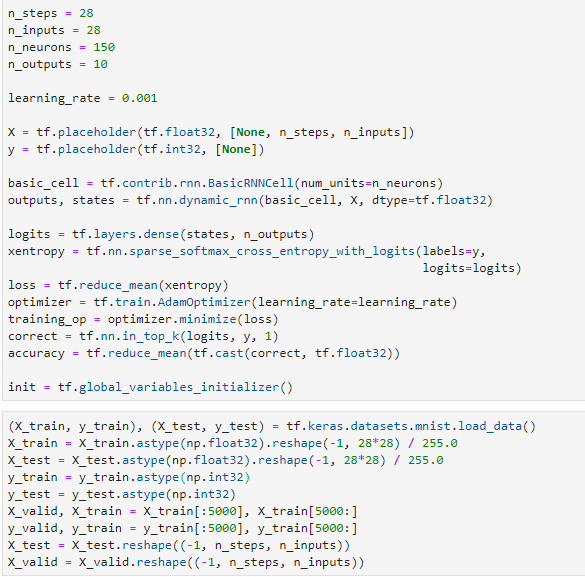 n_steps = 28
n_inputs = 28
n_neurons = 150
n_outputs = 10

learning_rate = 0.001

X = tf.placeholder(tf.float32, [None, n_steps, n_inputs])
y = tf.placeholder(tf.int32, [None])

basic_cell = tf.contrib.rnn.BasicRNNCell(num_units=n_neurons)
outputs, states = tf.nn.dynamic_rnn(basic_cell, X, dtype=tf.float32)

logits = tf.layers.dense(states, n_outputs)
xentropy = tf.nn.sparse_softmax_cross_entropy_with_logits(labels=y,
                                                          logits=logits)
loss = tf.reduce_mean(xentropy)
optimizer = tf.train.AdamOptimizer(learning_rate=learning_rate)
training_op = optimizer.minimize(loss)
correct = tf.nn.in_top_k(logits, y, 1)
accuracy = tf.reduce_mean(tf.cast(correct, tf.float32))

init = tf.global_variables_initializer()

(X_train, y_train), (X_test, y_test) = tf.keras.datasets.mnist.load_data()
X_train = X_train.astype(np.float32).reshape(-1, 28*28) / 255.0
X_test = X_test.astype(np.float32).reshape(-1, 28*28) / 255.0
y_train = y_train.astype(np.int32)
y_test = y_test.astype(np.int32)
X_valid, X_train = X_train[:5000], X_train[5000:]
y_valid, y_train = y_train[:5000], y_train[5000:]
X_test = X_test.reshape((-1, n_steps, n_inputs))
X_valid = X_valid.reshape((-1, n_steps, n_inputs))